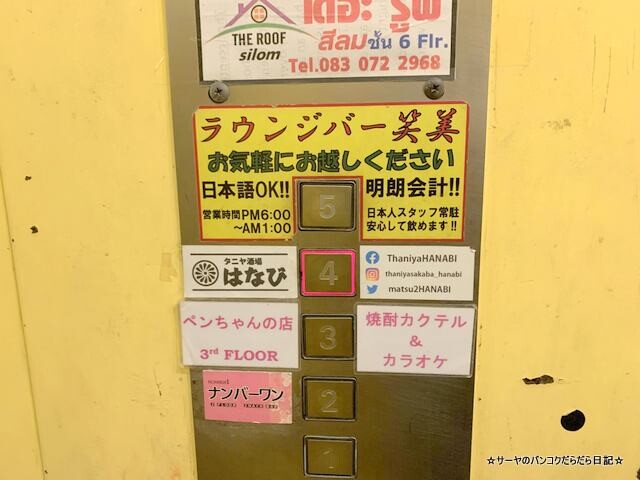 THE ROOF
silom
เดอะ รูฟ
สีลม ชั้น 6 Flr.
Tel.083 072 2968
ラウンジバー笑美
お気軽にお越しください
日本語OK!!
営業時間PM6:00
～AM1:00
5
明朗会計!!
日本人スタッフ常駐
安心して飲めます!!
タニヤ酒場
はなび
4
ThaniyaHANABI
thaniyasakaba_hanabi
matsu2HANABI
ペンちゃんの店
3rd FLOOR
3
焼酎カクテル
&
カラオケ
NUMBER 1
ナンバーワン
2 FLOOR SNACK BAR
2
1
☆サーヤのバンコクだらだら日記☆